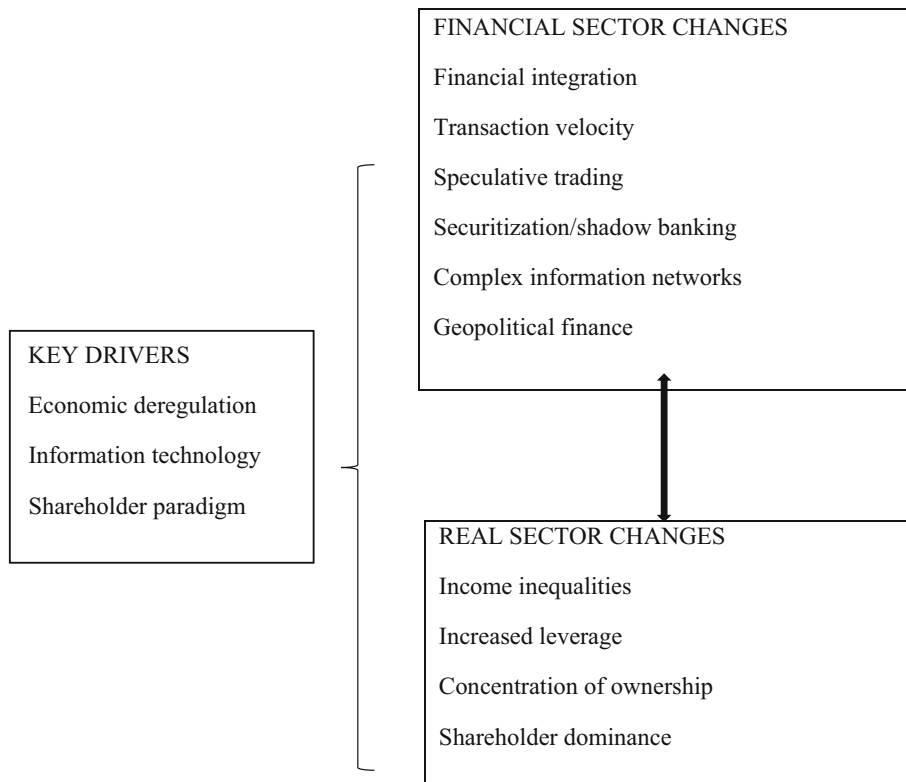 KEY DRIVERS
Economic deregulation
Information technology
Shareholder paradigm
FINANCIAL SECTOR CHANGES
Financial integration
Transaction velocity
Speculative trading
Securitization/shadow banking
Complex information networks
Geopolitical finance
REAL SECTOR CHANGES
Income inequalities
Increased leverage
Concentration of ownership
Shareholder dominance